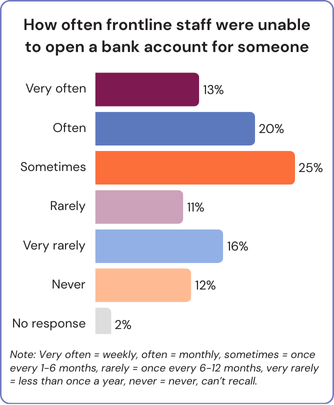 How often frontline staff were unable
to open a bank account for someone
Very often 13%
Often 20%
Sometimes 25%
Rarely 11%
Very rarely 16%
Never 12%
No response 2%
Note: Very often = weekly, often = monthly, sometimes = once
every 1-6 months, rarely = once every 6-12 months, very rarely
= less than once a year, never = never, can’t recall.